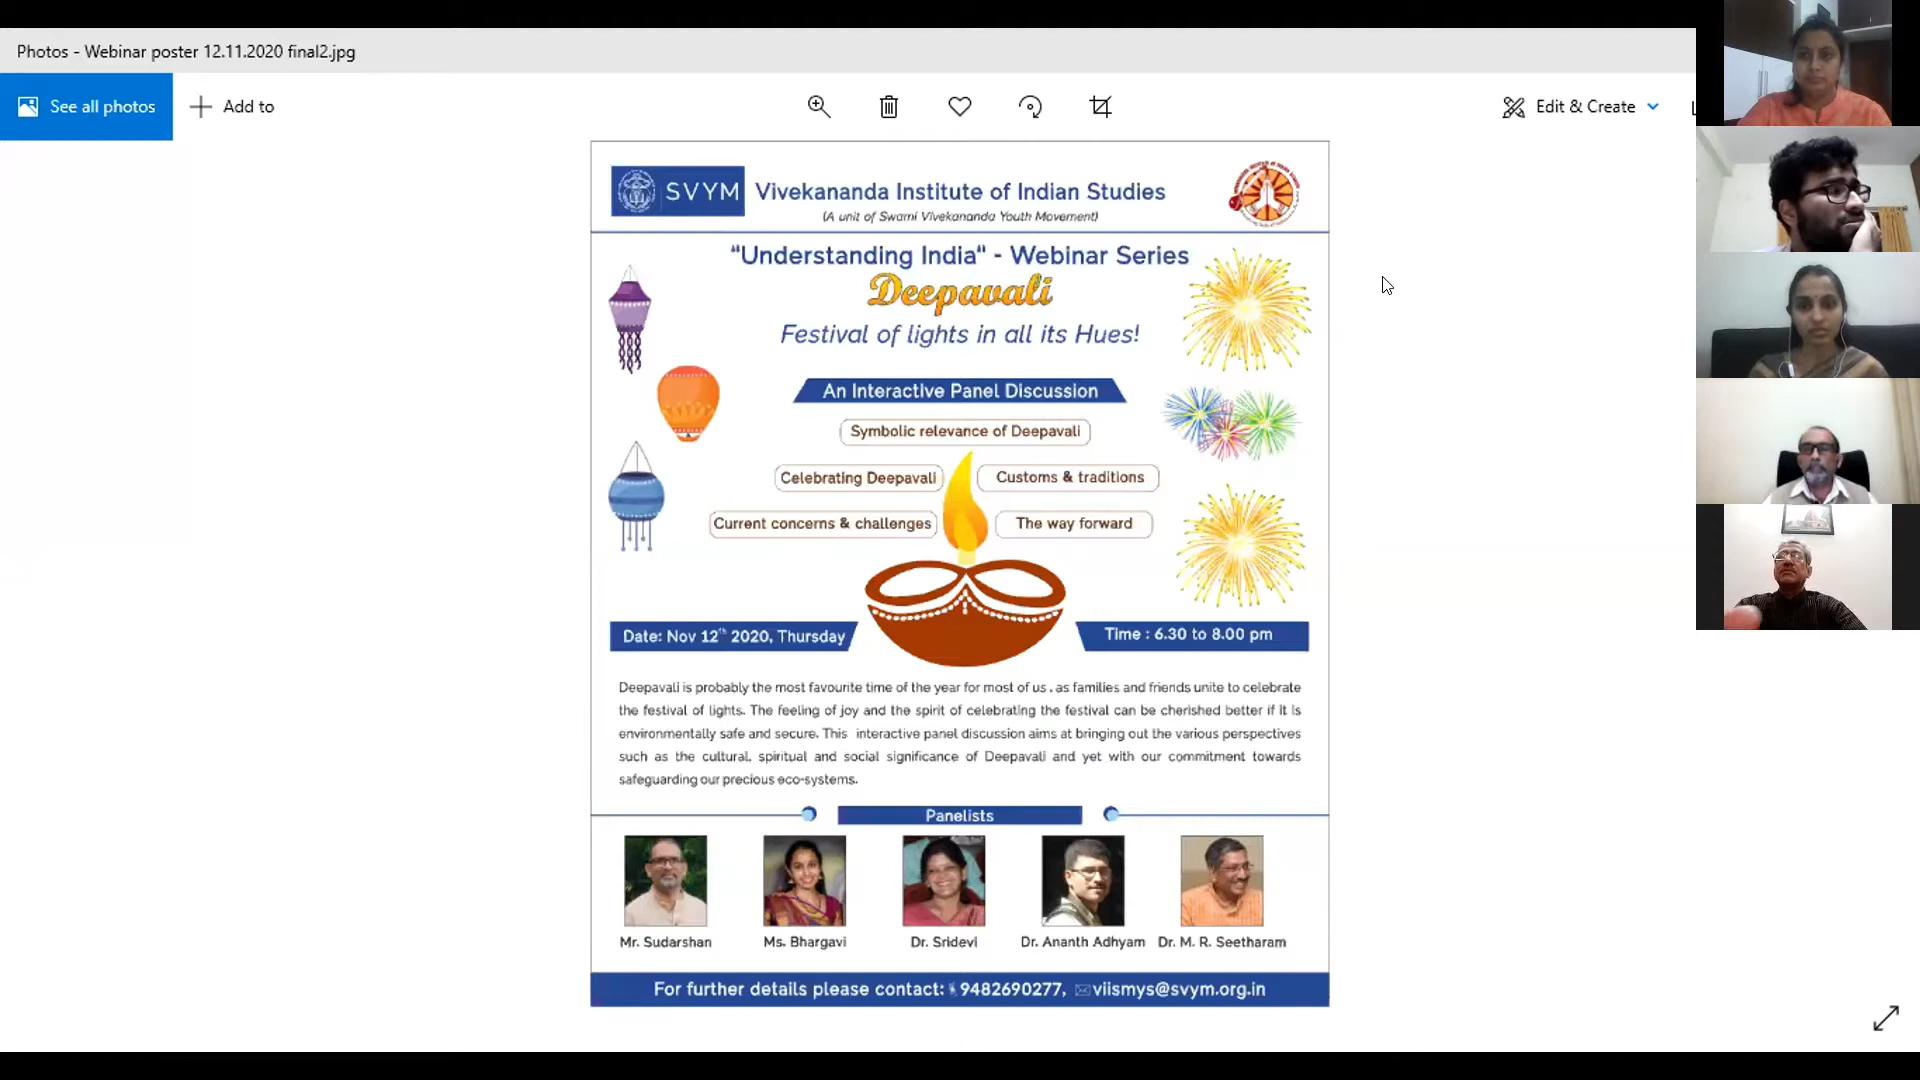 Photos - Webinar poster 12.11.2020 final2.jpg
See all photos
Add to
Edit & Create
SVYM
Vivekananda Institute of Indian Studies
(A unit of Swami Vivekananda Youth Movement)
"Understanding India" - Webinar Series
Deepavali
Festival of lights in all its Hues!
An Interactive Panel Discussion
Symbolic relevance of Deepavali
Celebrating Deepavali
Customs & traditions
Current concerns & challenges
The way forward
Date: Nov 12th 2020, Thursday
Time : 6.30 to 8.00 pm
Deepavali is probably the most favourite time of the year for most of us , as families and friends unite to celebrate
the festival of lights. The feeling of joy and the spirit of celebrating the festival can be cherished better if it is
environmentally safe and secure. This interactive panel discussion aims at bringing out the various perspectives
such as the cultural, spiritual and social significance of Deepavali and yet with our commitment towards
safeguarding our precious eco-systems.
Panelists
Mr. Sudarshan
Ms. Bhargavi
Dr. Sridevi
Dr. Ananth Adhyam
Dr. M. R. Seetharam
For further details please contact: 9482690277, viismys@svym.org.in